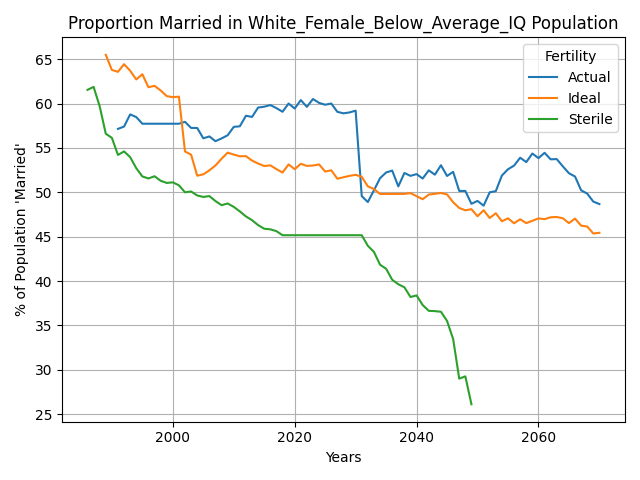 Proportion Married in White_Female_Below_Average_IQ Population
Fertility
Actual
Ideal
Sterile
% of Population 'Married'
65
60
55
50
45
40
35
30
25
2000
2020
2040
2060
Years